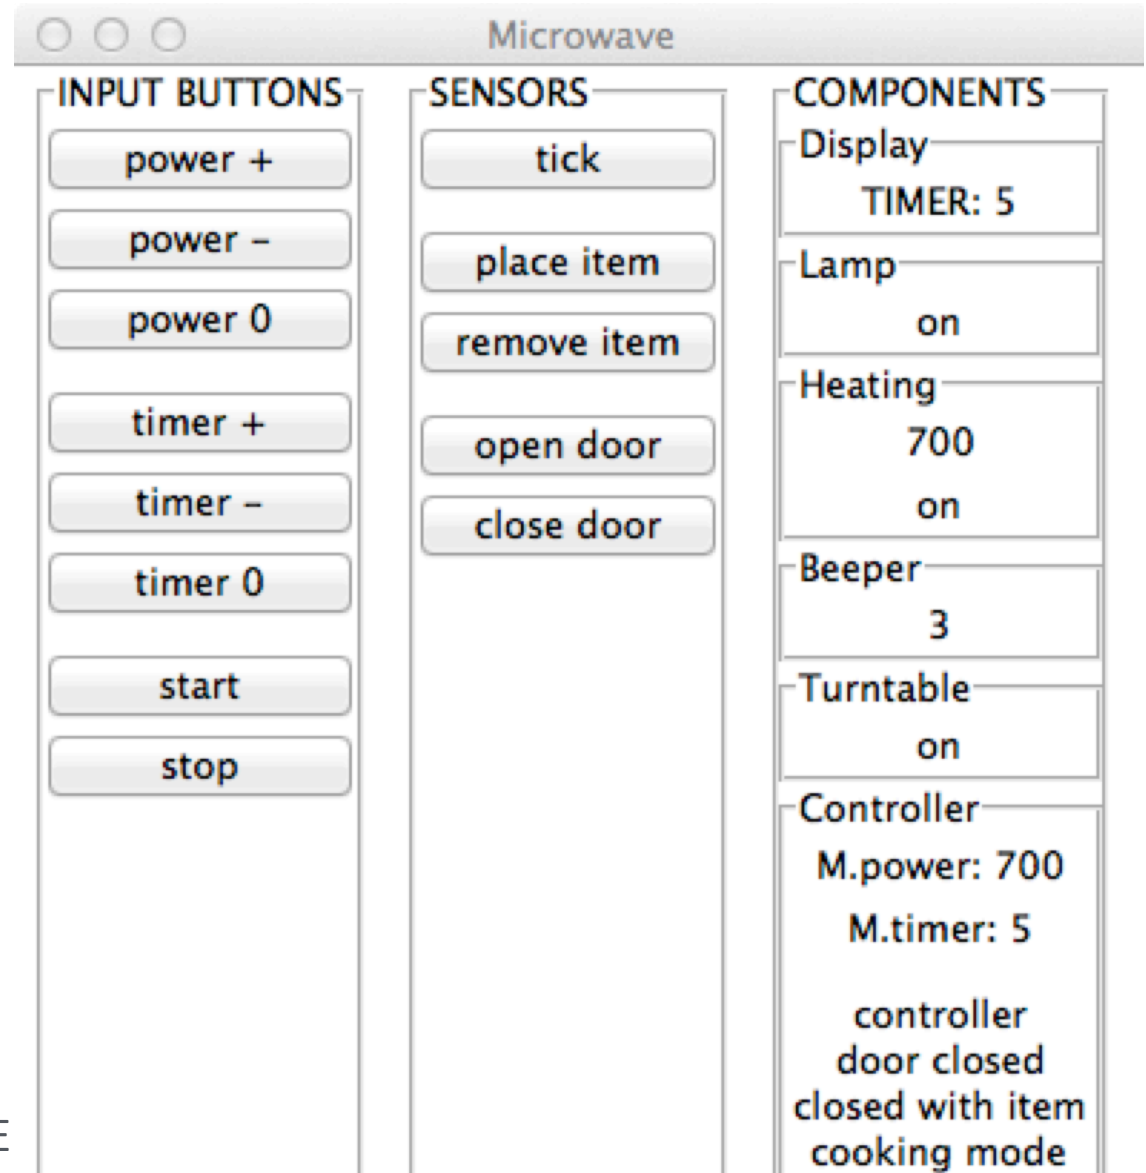 Microwave
INPUT BUTTONS
power +
power –
power 0
timer +
timer –
timer 0
start
stop
SENSORS
tick
place item
remove item
open door
close door
COMPONENTS
Display
TIMER: 5
Lamp
on
Heating
700
on
Beeper
3
Turntable
on
Controller
M.power: 700
M.timer: 5
controller
door closed
closed with item
cooking mode
E